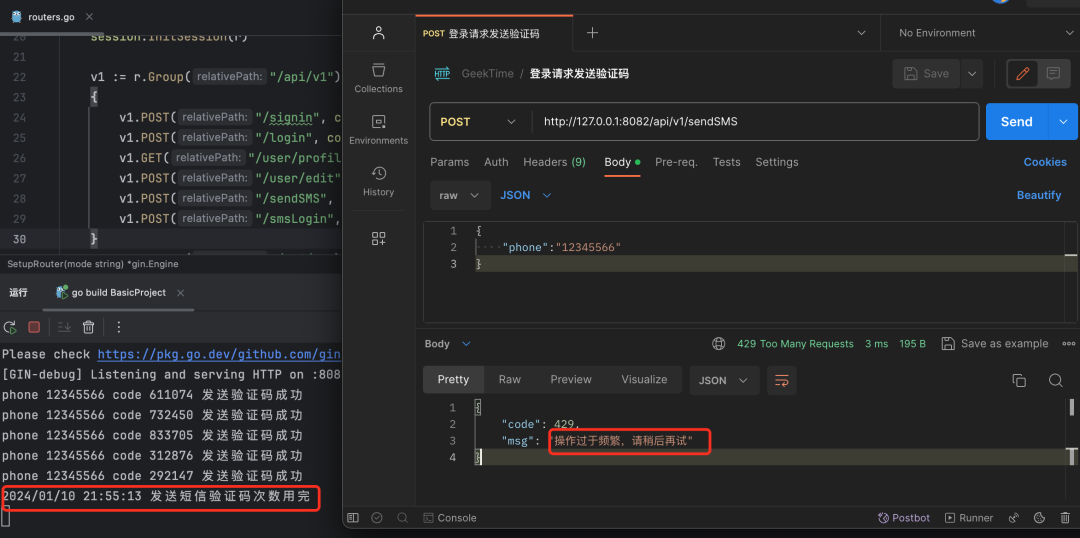 routers.go
20 session.InitSession(r)
21
22 v1 := r.Group( relativePath: "/api/v1")
23 {
24 v1.POST( relativePath: "/signin", c
25 v1.POST( relativePath: "/login", co
26 v1.GET( relativePath: "/user/profil
27 v1.POST( relativePath: "/user/edit"
28 v1.POST( relativePath: "/sendSMS",
29 v1.POST( relativePath: "/smsLogin",
30 }
SetupRouter(mode string) *gin.Engine
运行 go build BasicProject
Please check https://pkg.go.dev/github.com/gin
[GIN-debug] Listening and serving HTTP on :808
phone 12345566 code 611074 发送验证码成功
phone 12345566 code 732450 发送验证码成功
phone 12345566 code 833705 发送验证码成功
phone 12345566 code 312876 发送验证码成功
phone 12345566 code 292147 发送验证码成功
2024/01/10 21:55:13 发送短信验证码次数用完
Collections
Environments
History
POST 登录请求发送验证码
No Environment
HTTP GeekTime / 登录请求发送验证码
Save
POST http://127.0.0.1:8082/api/v1/sendSMS
Send
Params Auth Headers (9) Body Pre-req. Tests Settings
Cookies
raw JSON
Beautify
1 {
2 "phone":"12345566"
3 }
Body
429 Too Many Requests 3 ms 195 B Save as example
Pretty Raw Preview Visualize JSON
1 {
2 "code": 429,
3 "msg": "操作过于频繁，请稍后再试"
4 }
Console
Postbot Runner